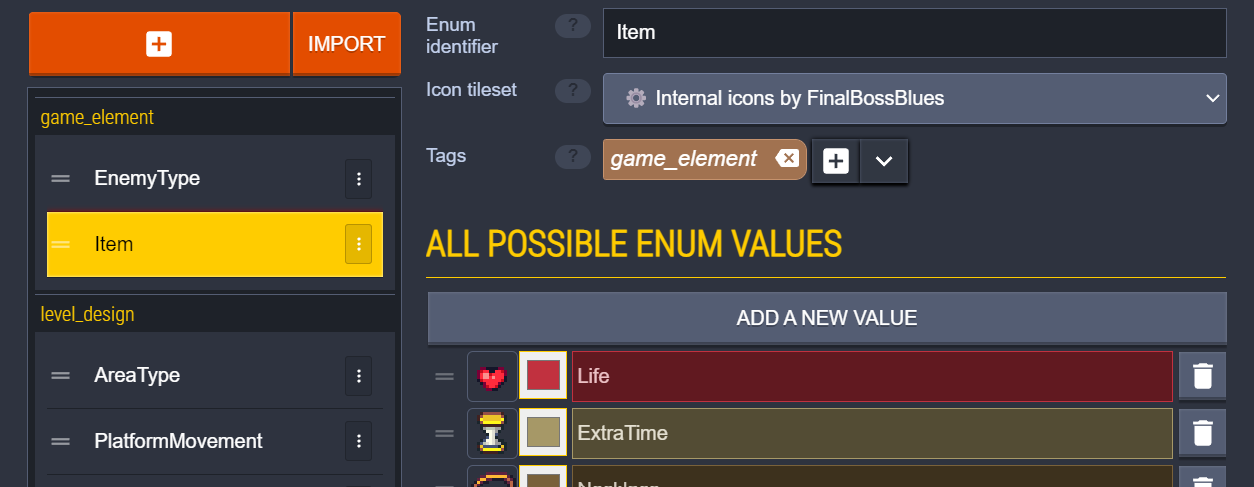 IMPORT
game_element
EnemyType
Item
level_design
AreaType
PlatformMovement
Enum
identifier
?
Item
Icon tileset
?
Internal icons by FinalBossBlues
Tags
?
game_element
ALL POSSIBLE ENUM VALUES
ADD A NEW VALUE
Life
ExtraTime